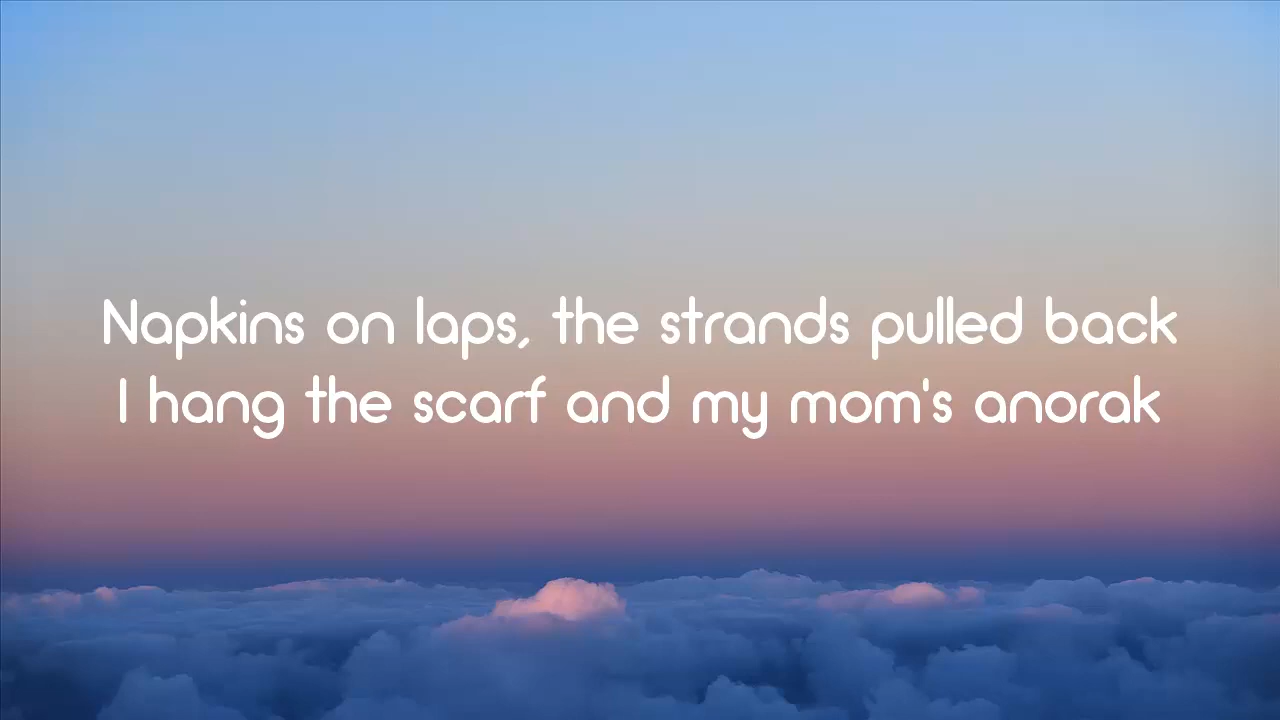 Napkins on laps, the strands pulled back
I hang the scarf and my mom's anorak